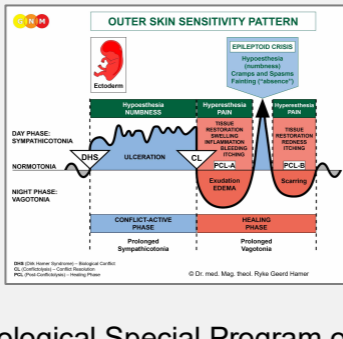 GNM
OUTER SKIN SENSITIVITY PATTERN
Ectoderm
EPILEPTOID CRISIS
Hypoesthesia
(numbness)
Cramps and Spasms
Fainting ("absence")
Hypoesthesia
NUMBNESS
Hyperesthesia
PAIN
Hyperesthesia
PAIN
DAY PHASE:
SYMPATHICOTONIA
TISSUE
RESTORATION
SWELLING
INFLAMMATION
BLEEDING
ITCHING
TISSUE
RESTORATION
REDNESS
ITCHING
DHS
ULCERATION
CL
NORMOTONIA
PCL-A
PCL-B
NIGHT PHASE:
VAGOTONIA
Exudation
EDEMA
Scarring
CONFLICT-ACTIVE
PHASE
HEALING
PHASE
Prolonged
Sympathicotonia
Prolonged
Vagotonia
DHS (Dirk Hamer Syndrome) – Biological Conflict
CL (Conflictolysis) – Conflict Resolution
PCL (Post-Conflictolysis) – Healing Phase
© Dr. med. Mag. theol. Ryke Geerd Hamer
ological Special Program o